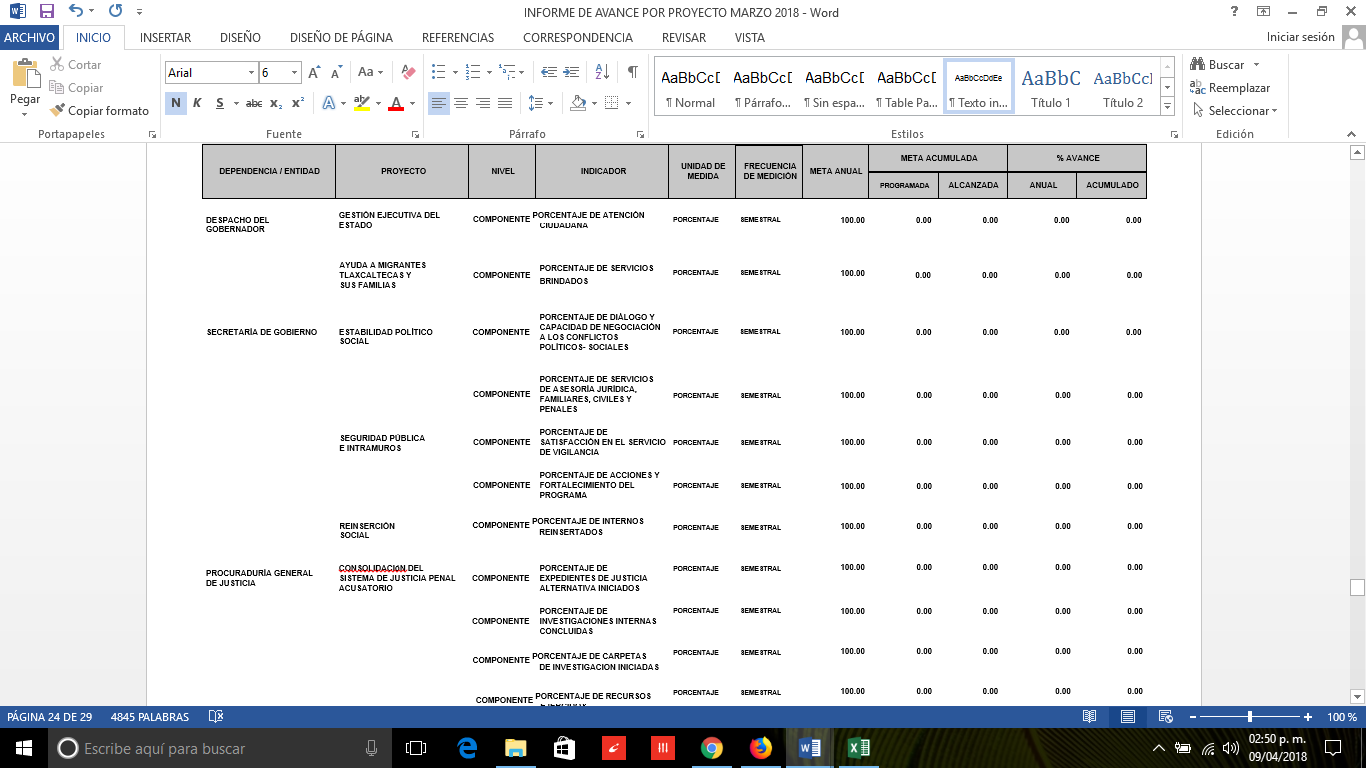 INFORME DE AVANCE POR PROYECTO MARZO 2018 - Word
ARCHIVO INICIO INSERTAR DISEÑO DISEÑO DE PÁGINA REFERENCIAS CORRESPONDENCIA REVISAR VISTA Iniciar sesión
Pegar
Cortar
Copiar
Copiar formato
Portapapeles
Arial 6
N K S abc x₂ x²
Fuente
Párrafo
AaBbCcD AaBbCcD AaBbCcD AaBbCcD AaBbCcDdEe AaBbC AaBbCcD
¶ Normal ¶ Párrafo... ¶ Sin espa... ¶ Table Pa... ¶ Texto in... Título 1 Título 2
Estilos
Buscar
Reemplazar
Seleccionar
Edición
DEPENDENCIA / ENTIDAD PROYECTO NIVEL INDICADOR UNIDAD DE MEDIDA FRECUENCIA DE MEDICIÓN META ANUAL META ACUMULADA % AVANCE
PROGRAMADA ALCANZADA ANUAL ACUMULADO
DESPACHO DEL
GOBERNADOR
GESTIÓN EJECUTIVA DEL
ESTADO
COMPONENTE PORCENTAJE DE ATENCIÓN
CIUDADANA
PORCENTAJE SEMESTRAL 100.00 0.00 0.00 0.00 0.00
AYUDA A MIGRANTES
TLAXCALTECAS Y
SUS FAMILIAS
COMPONENTE
PORCENTAJE DE SERVICIOS
BRINDADOS
PORCENTAJE SEMESTRAL 100.00 0.00 0.00 0.00 0.00
SECRETARÍA DE GOBIERNO
ESTABILIDAD POLÍTICO
SOCIAL
COMPONENTE
PORCENTAJE DE DIÁLOGO Y
CAPACIDAD DE NEGOCIACIÓN
A LOS CONFLICTOS
POLÍTICOS- SOCIALES
PORCENTAJE SEMESTRAL 100.00 0.00 0.00 0.00 0.00
COMPONENTE
PORCENTAJE DE SERVICIOS
DE ASESORÍA JURÍDICA,
FAMILIARES, CIVILES Y
PENALES
PORCENTAJE SEMESTRAL 100.00 0.00 0.00 0.00 0.00
SEGURIDAD PÚBLICA
E INTRAMUROS
COMPONENTE
PORCENTAJE DE
SATISFACCIÓN EN EL SERVICIO
DE VIGILANCIA
PORCENTAJE SEMESTRAL 100.00 0.00 0.00 0.00 0.00
COMPONENTE
PORCENTAJE DE ACCIONES Y
FORTALECIMIENTO DEL
PROGRAMA
PORCENTAJE SEMESTRAL 100.00 0.00 0.00 0.00 0.00
REINSERCIÓN
SOCIAL
COMPONENTE PORCENTAJE DE INTERNOS
REINSERTADOS
PORCENTAJE SEMESTRAL 100.00 0.00 0.00 0.00 0.00
PROCURADURÍA GENERAL
DE JUSTICIA
CONSOLIDACION DEL
SISTEMA DE JUSTICIA PENAL
ACUSATORIO
COMPONENTE
PORCENTAJE DE
EXPEDIENTES DE JUSTICIA
ALTERNATIVA INICIADOS
PORCENTAJE SEMESTRAL 100.00 0.00 0.00 0.00 0.00
COMPONENTE
PORCENTAJE DE
INVESTIGACIONES INTERNAS
CONCLUIDAS
PORCENTAJE SEMESTRAL 100.00 0.00 0.00 0.00 0.00
COMPONENTE PORCENTAJE DE CARPETAS
DE INVESTIGACION INICIADAS
PORCENTAJE SEMESTRAL 100.00 0.00 0.00 0.00 0.00
COMPONENTE PORCENTAJE DE RECURSOS
PORCENTAJE SEMESTRAL 100.00 0.00 0.00 0.00 0.00
PÁGINA 24 DE 29 4845 PALABRAS 100 %
Escribe aquí para buscar
02:50 p. m.
09/04/2018